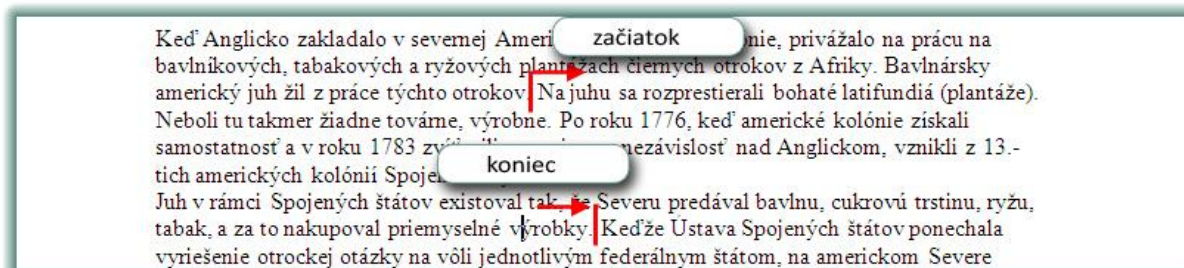 Keď Anglicko zakladalo v severnej Ameri začiatok nie, privážalo na prácu na
bavlníkových, tabakových a ryžových plantážach čiernych otrokov z Afriky. Bavlnársky
americký juh žil z práce týchto otrokov. Na juhu sa rozprestierali bohaté latifundiá (plantáže).
Neboli tu takmer žiadne továrne, výrobne. Po roku 1776, keď americké kolónie získali
samostatnosť a v roku 1783 nezávislosť nad Anglickom, vznikli z 13.-
koniec
tich amerických kolónií Spoje
Juh v rámci Spojených štátov existoval tak, že Severu predával bavlnu, cukrovú trstinu, ryžu,
tabak, a za to nakupoval priemyselné výrobky. Keďže Ústava Spojených štátov ponechala
vyriešenie otrockej otázky na vôli jednotlivým federálnym štátom, na americkom Severe